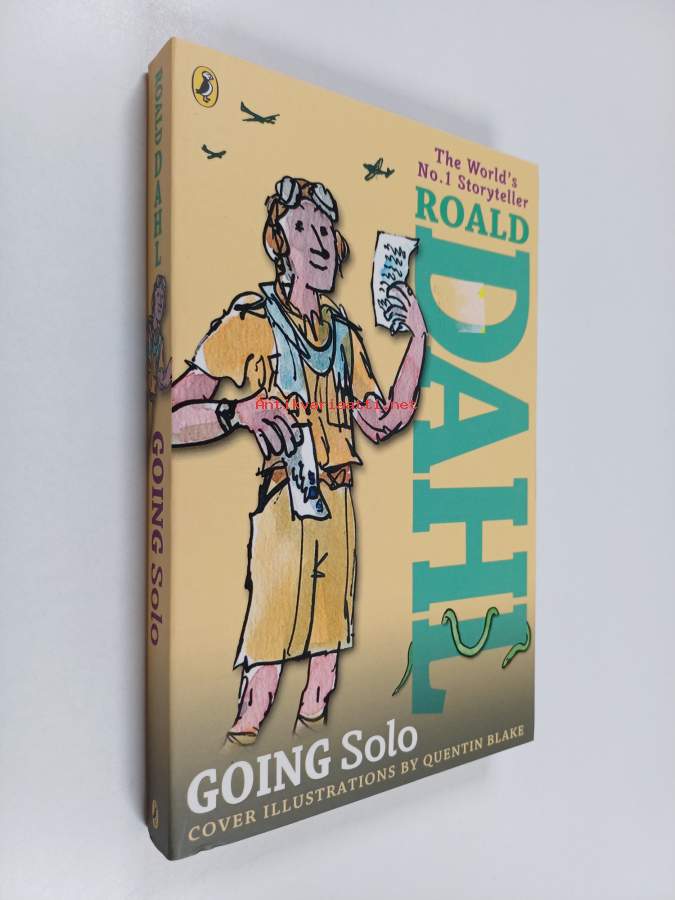 The World's
No.1 Storyteller
ROALD
DAHL
GOING Solo
COVER ILLUSTRATIONS BY QUENTIN BLAKE
ROALD DAHL
GOING Solo
Antikvariaatti.net